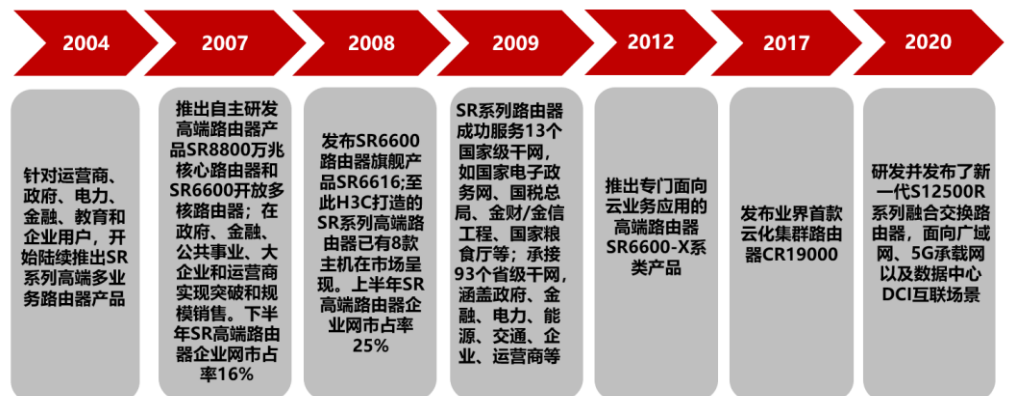 2004
2007
2008
2009
2012
2017
2020
针对运营商、
政府、电力、
金融、教育和
企业用户，开
始陆续推出SR
系列高端多业
务路由器产品
推出自主研发
高端路由器产
品SR8800万兆
核心路由器和
SR6600开放多
核路由器；在
政府、金融、
公共事业、大
企业和运营商
实现突破和规
模销售。下半
年SR高端路由
器企业网市占
率16%
发布SR6600
路由器旗舰产
品SR6616;至
此H3C打造的
SR系列高端路
由器已有8款
主机在市场呈
现。上半年SR
高端路由器企
业网市占率
25%
SR系列路由器
成功服务13个
国家级干网，
如国家电子政
务网、国税总
局、金财/金信
工程、国家粮
食厅等；承接
93个省级干网，
涵盖政府、金
融、电力、能
源、交通、企
业、运营商等
推出专门面向
云业务应用的
高端路由器
SR6600-X系
类产品
发布业界首款
云化集群路由
器CR19000
研发并发布了新
一代S12500R
系列融合交换路
由器，面向广域
网、5G承载网
以及数据中心
DCI互联场景